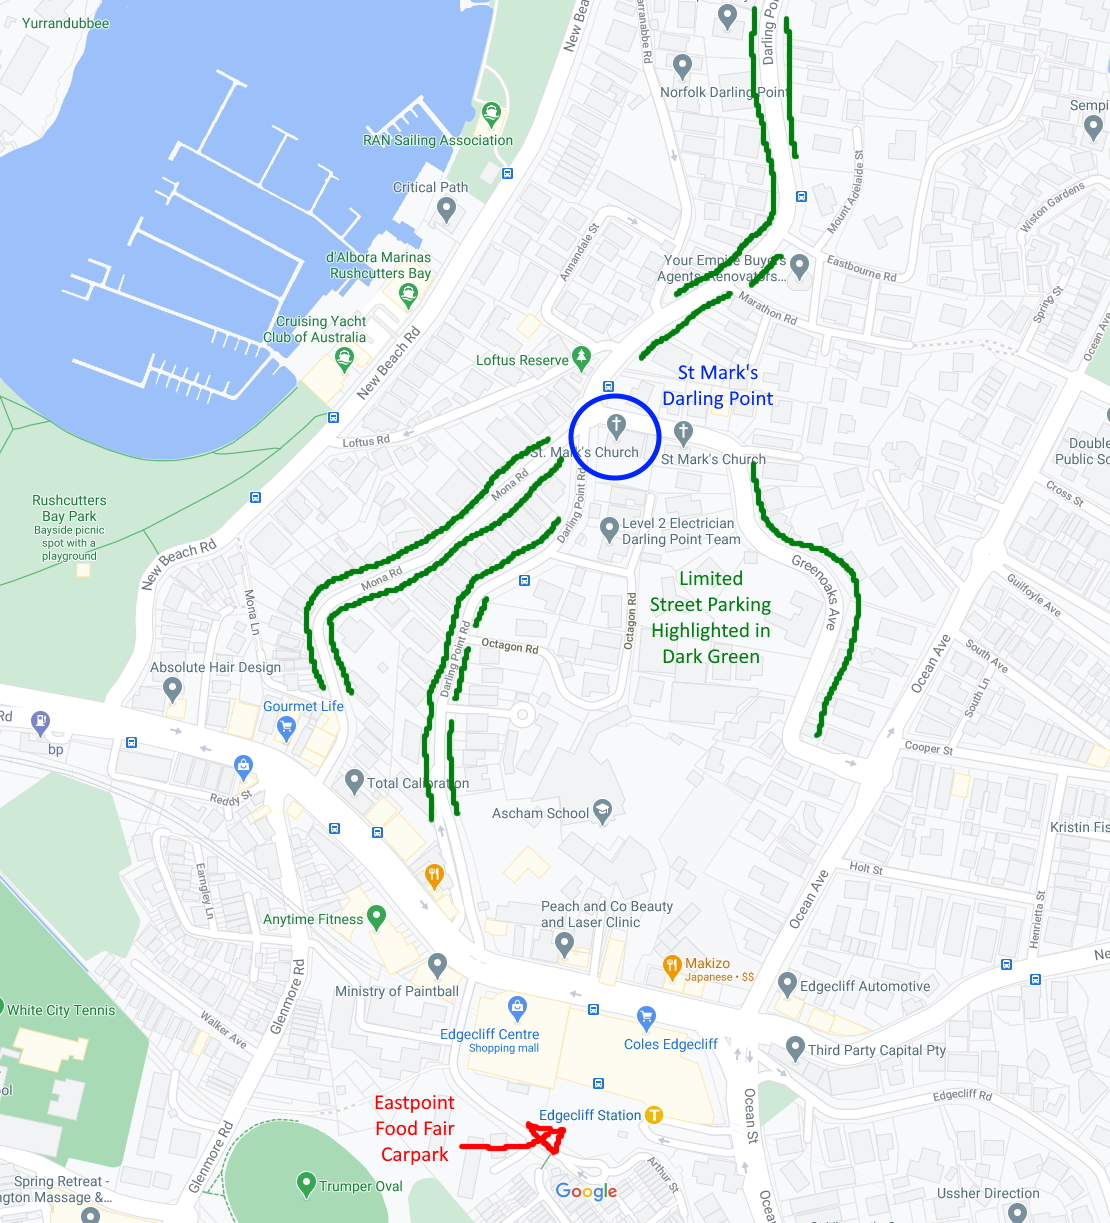 Yurrandubbee
New Bea
arranabbe Rd
Darling Poi
Norfolk Darling Point
Sempi
RAN Sailing Association
Critical Path
Mount Adelaide St
Wiston Gardens
Annandale St
d'Albora Marinas
Rushcutters Bay
Your Empire Buyers
Agents-Renovators...
Eastbourne Rd
Spring St
Marathon Rd
Ocean Ave
Cruising Yacht
Club of Australia
New Beach Rd
Loftus Reserve
St Mark's
Darling Point
Loftus Rd
St. Mark's Church
St Mark's Church
Double
Public Sc
Mona Rd
Darling Point Rd
Cross St
Rushcutters
Bay Park
Bayside picnic
spot with a
playground
Level 2 Electrician
Darling Point Team
New Beach Rd
Mona Rd
Limited
Street Parking
Highlighted in
Dark Green
Greenoaks Ave
Guilfoyle Ave
Mona Ln
Octagon Rd
Octagon Rd
Darling Point Rd
Ocean Ave
South Ave
South Ln
Absolute Hair Design
Gourmet Life
Rd
bp
Cooper St
Total Calibration
Reddy St
Ascham School
Kristin Fis
Holt St
Earngley Ln
Ocean Ave
Henrietta St
Anytime Fitness
Peach and Co Beauty
and Laser Clinic
Ne
Makizo
Japanese • $$
Ministry of Paintball
Edgecliff Automotive
Glenmore Rd
White City Tennis
Walker Ave
Edgecliff Centre
Shopping mall
Coles Edgecliff
Third Party Capital Pty
ool
Edgecliff Rd
Eastpoint
Food Fair
Carpark
Edgecliff Station
T
Ocean St
Glenmore Rd
Arthur St
Spring Retreat -
ngton Massage &...
Trumper Oval
Google
Ussher Direction
Ocean